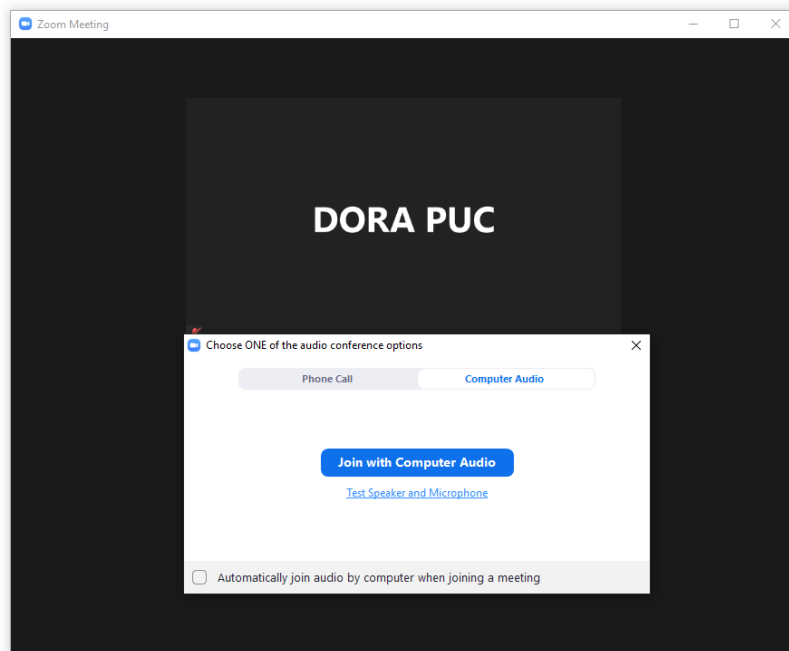 Zoom Meeting
DORA PUC
Choose ONE of the audio conference options
Phone Call
Computer Audio
Join with Computer Audio
Test Speaker and Microphone
Automatically join audio by computer when joining a meeting